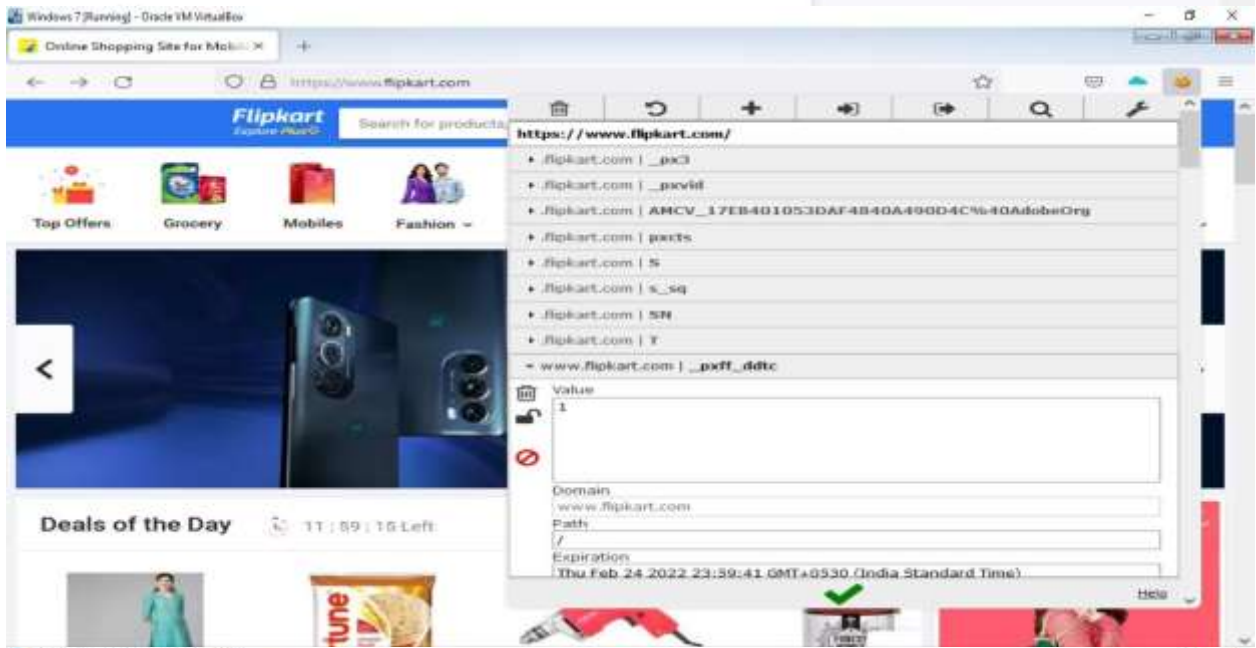 Windows 7 [Running] - Oracle VM VirtualBox
Online Shopping Site for Mobil
https://www.flipkart.com
Flipkart
Explore Plus
Search for products,
https://www.flipkart.com/
.flipkart.com | _px3
.flipkart.com | _pxvid
.flipkart.com | AMCV_17EB401053DAF4840A490D4C%40AdobeOrg
.flipkart.com | pxcts
.flipkart.com | S
.flipkart.com | s_sq
.flipkart.com | SN
.flipkart.com | T
www.flipkart.com | _pxff_ddtc
Value
1
Domain
www.flipkart.com
Path
/
Expiration
Thu Feb 24 2022 23:59:41 GMT+0530 (India Standard Time)
Help
Top Offers
Grocery
Mobiles
Fashion
Deals of the Day
11 : 59 : 15 Left
tune